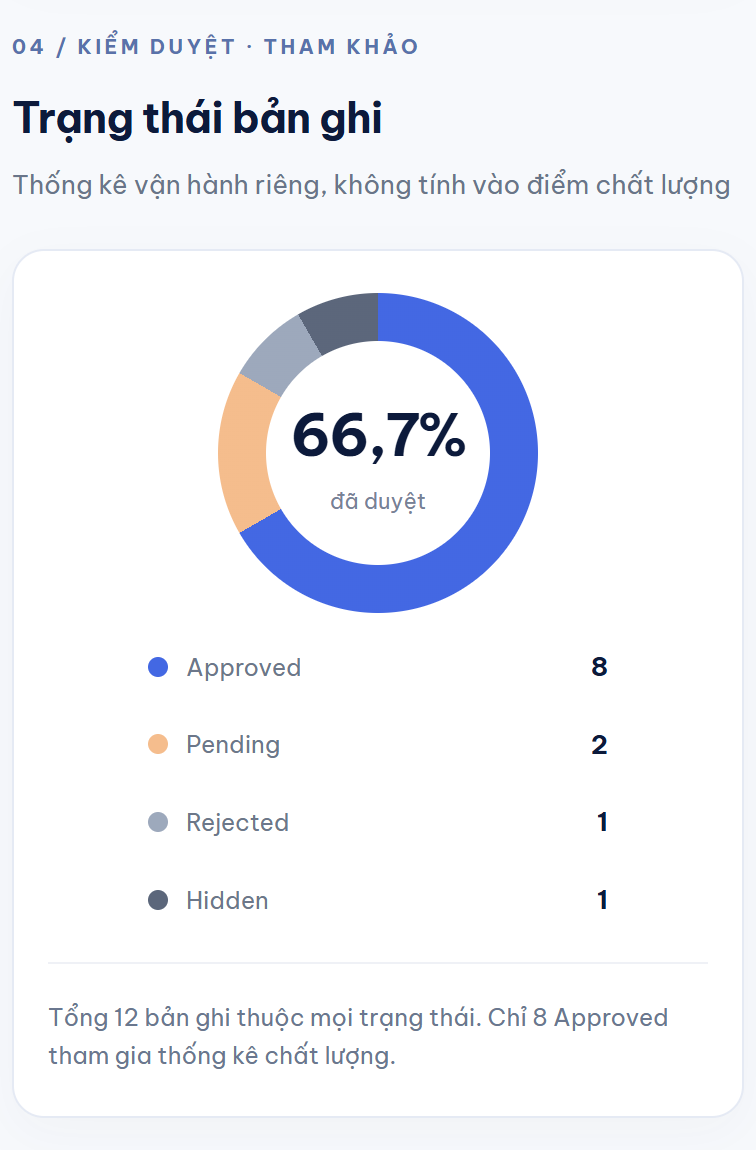 04 / KIỂM DUYỆT · THAM KHẢO
Trạng thái bản ghi
Thống kê vận hành riêng, không tính vào điểm chất lượng
66,7%
đã duyệt
Approved 8
Pending 2
Rejected 1
Hidden 1
Tổng 12 bản ghi thuộc mọi trạng thái. Chỉ 8 Approved
tham gia thống kê chất lượng.